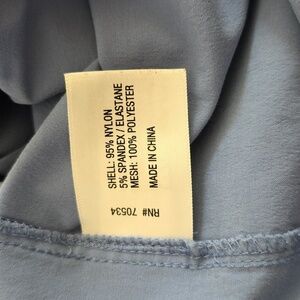 SHELL: 95% NYLON
5% SPANDEX / ELASTANE
MESH: 100% POLYESTER
MADE IN CHINA
RN# 70534